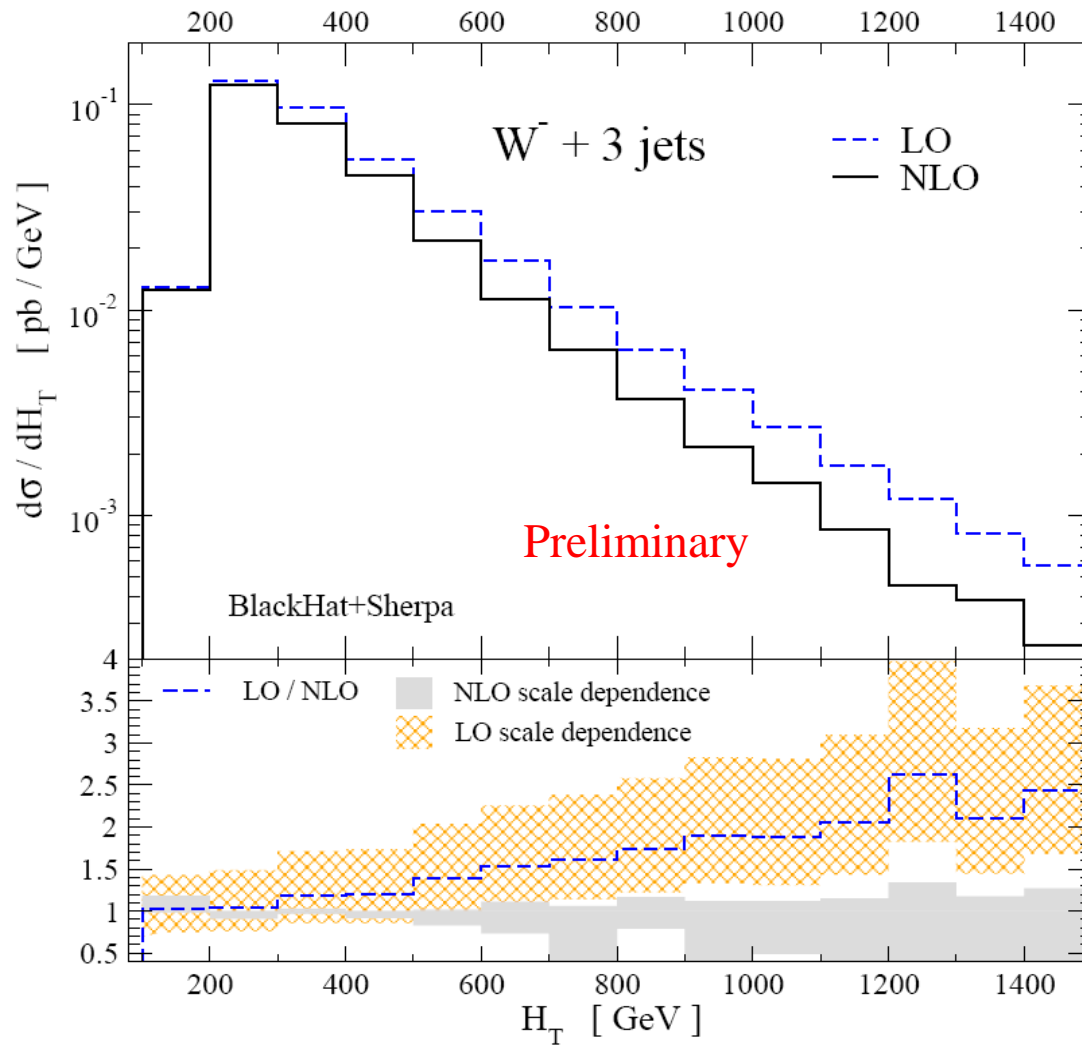 200 400 600 800 1000 1200 1400
W⁻ + 3 jets
LO
NLO
10⁻¹
10⁻²
10⁻³
dσ / dH_T [ pb / GeV ]
Preliminary
BlackHat+Sherpa
LO / NLO
NLO scale dependence
LO scale dependence
4
3.5
3
2.5
2
1.5
1
0.5
200 400 600 800 1000 1200 1400
H_T [ GeV ]